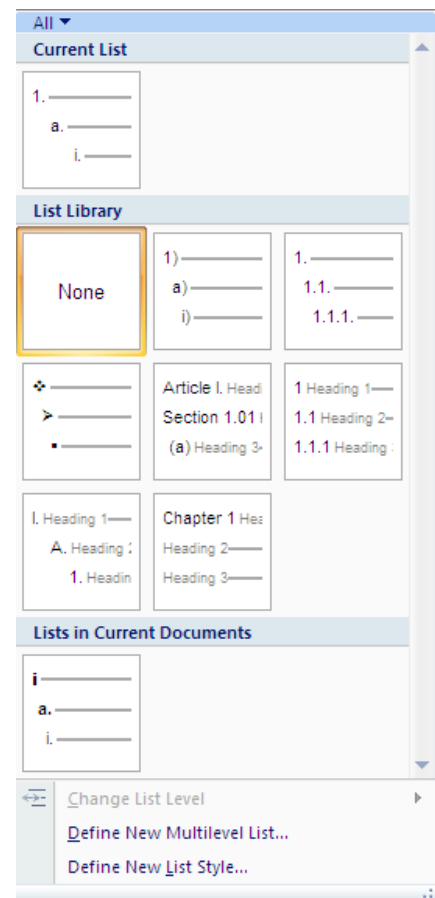 All
Current List
1.
a.
i.
List Library
None
1)
a)
i)
1.
1.1.
1.1.1.
Article I. Head
Section 1.01
(a) Heading 3
1 Heading 1
1.1 Heading 2
1.1.1 Heading
I. Heading 1
A. Heading
1. Headin
Chapter 1 Hea
Heading 2
Heading 3
Lists in Current Documents
i
a.
i.
Change List Level
Define New Multilevel List...
Define New List Style...